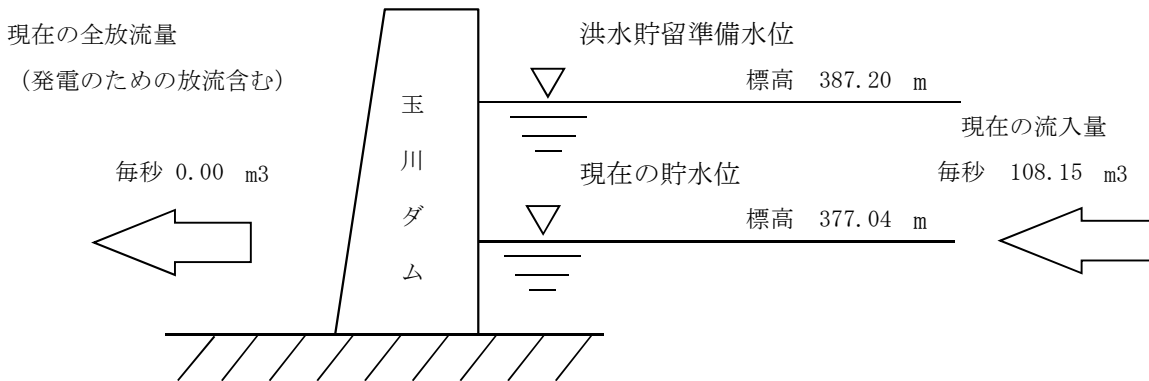 現在の全放流量
（発電のための放流含む）
毎秒 0.00 m3
玉川ダム
洪水貯留準備水位
標高 387.20 m
現在の貯水位
標高 377.04 m
現在の流入量
毎秒 108.15 m3